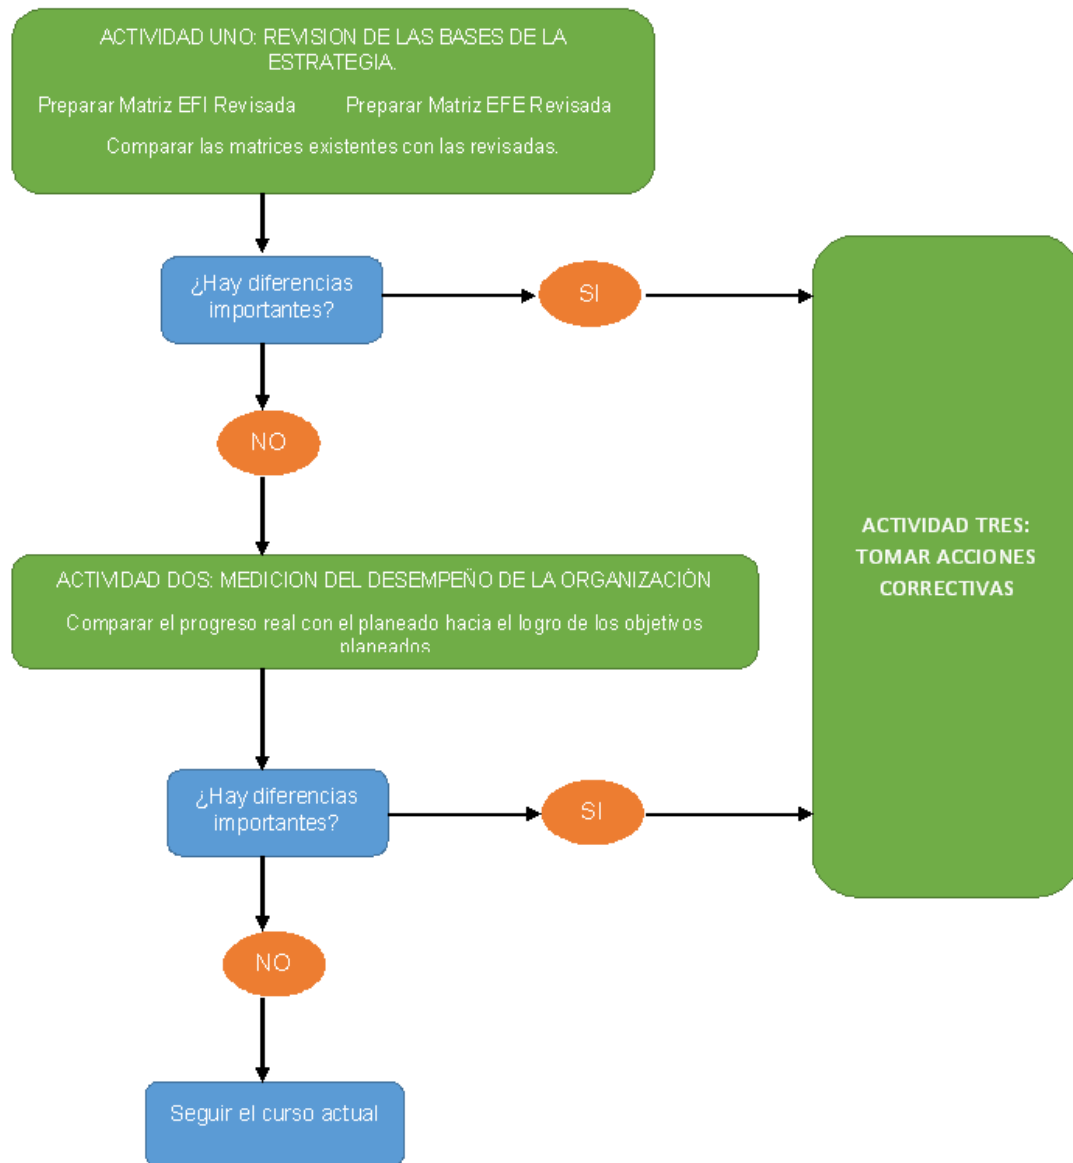 ACTIVIDAD UNO: REVISION DE LAS BASES DE LA
ESTRATEGIA.
Preparar Matriz EFI Revisada Preparar Matriz EFE Revisada
Comparar las matrices existentes con las revisadas.
¿Hay diferencias
importantes?
SI
NO
ACTIVIDAD TRES:
TOMAR ACCIONES
CORRECTIVAS
ACTIVIDAD DOS: MEDICION DEL DESEMPEÑO DE LA ORGANIZACIÓN
Comparar el progreso real con el planeado hacia el logro de los objetivos
planeados
¿Hay diferencias
importantes?
SI
NO
Seguir el curso actual